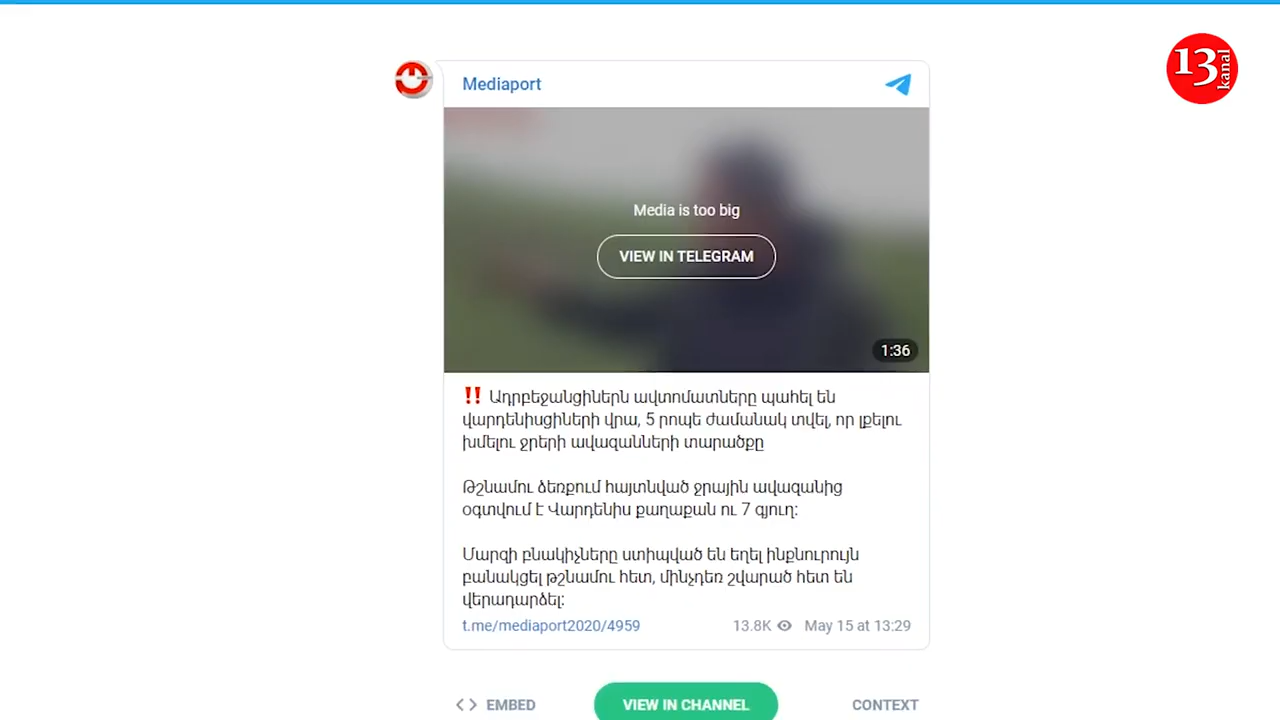 13
kanal
Mediaport
Media is too big
VIEW IN TELEGRAM
1:36
‼️ Ադրբեջանցիներն ավտոմատները պահել են
վարդենիսցիների վրա, 5 րոպե ժամանակ տվել, որ լքելու
խմելու ջրերի ավազանների տարածքը
Թշնամու ձեռքում հայտնված ջրային ավազանից
օգտվում է Վարդենիս քաղաքան ու 7 գյուղ:
Մարզի բնակիչները ստիպված են եղել ինքնուրույն
բանակցել թշնամու հետ, մինչդեռ շվարած հետ են
վերադարձել:
t.me/mediaport2020/4959
13.8K May 15 at 13:29
EMBED
VIEW IN CHANNEL
CONTEXT